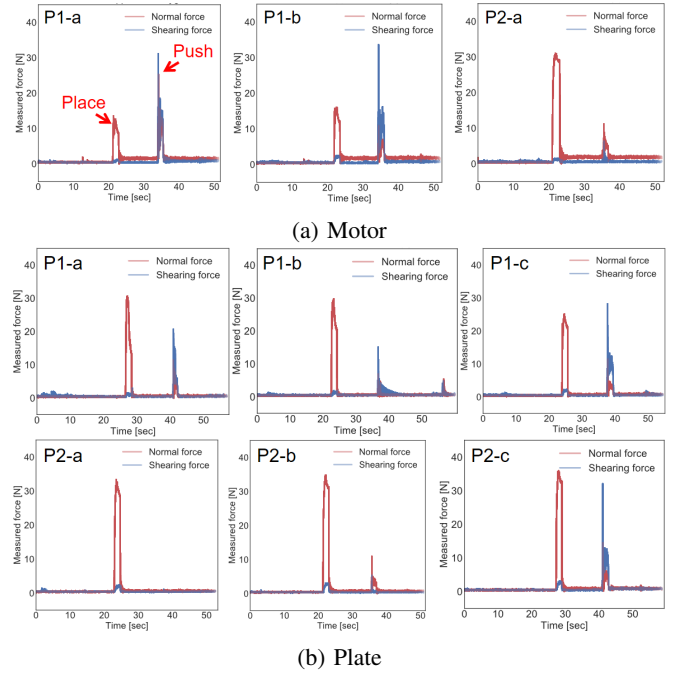 P1-a
Normal force
Shearing force
Push
Place
Measured force [N]
40
30
20
10
0
0 10 20 30 40 50
Time [sec]
P1-b
Normal force
Shearing force
Measured force [N]
40
30
20
10
0
0 10 20 30 40 50
Time [sec]
P2-a
Normal force
Shearing force
Measured force [N]
40
30
20
10
0
0 10 20 30 40 50
Time [sec]
(a) Motor
P1-a
Normal force
Shearing force
Measured force [N]
40
30
20
10
0
0 10 20 30 40 50
Time [sec]
P1-b
Normal force
Shearing force
Measured force [N]
40
30
20
10
0
0 10 20 30 40 50 60
Time [sec]
P1-c
Normal force
Shearing force
Measured force [N]
40
30
20
10
0
0 10 20 30 40 50
Time [sec]
P2-a
Normal force
Shearing force
Measured force [N]
40
30
20
10
0
0 10 20 30 40 50
Time [sec]
P2-b
Normal force
Shearing force
Measured force [N]
40
30
20
10
0
0 10 20 30 40 50
Time [sec]
P2-c
Normal force
Shearing force
Measured force [N]
40
30
20
10
0
0 10 20 30 40 50
Time [sec]
(b) Plate